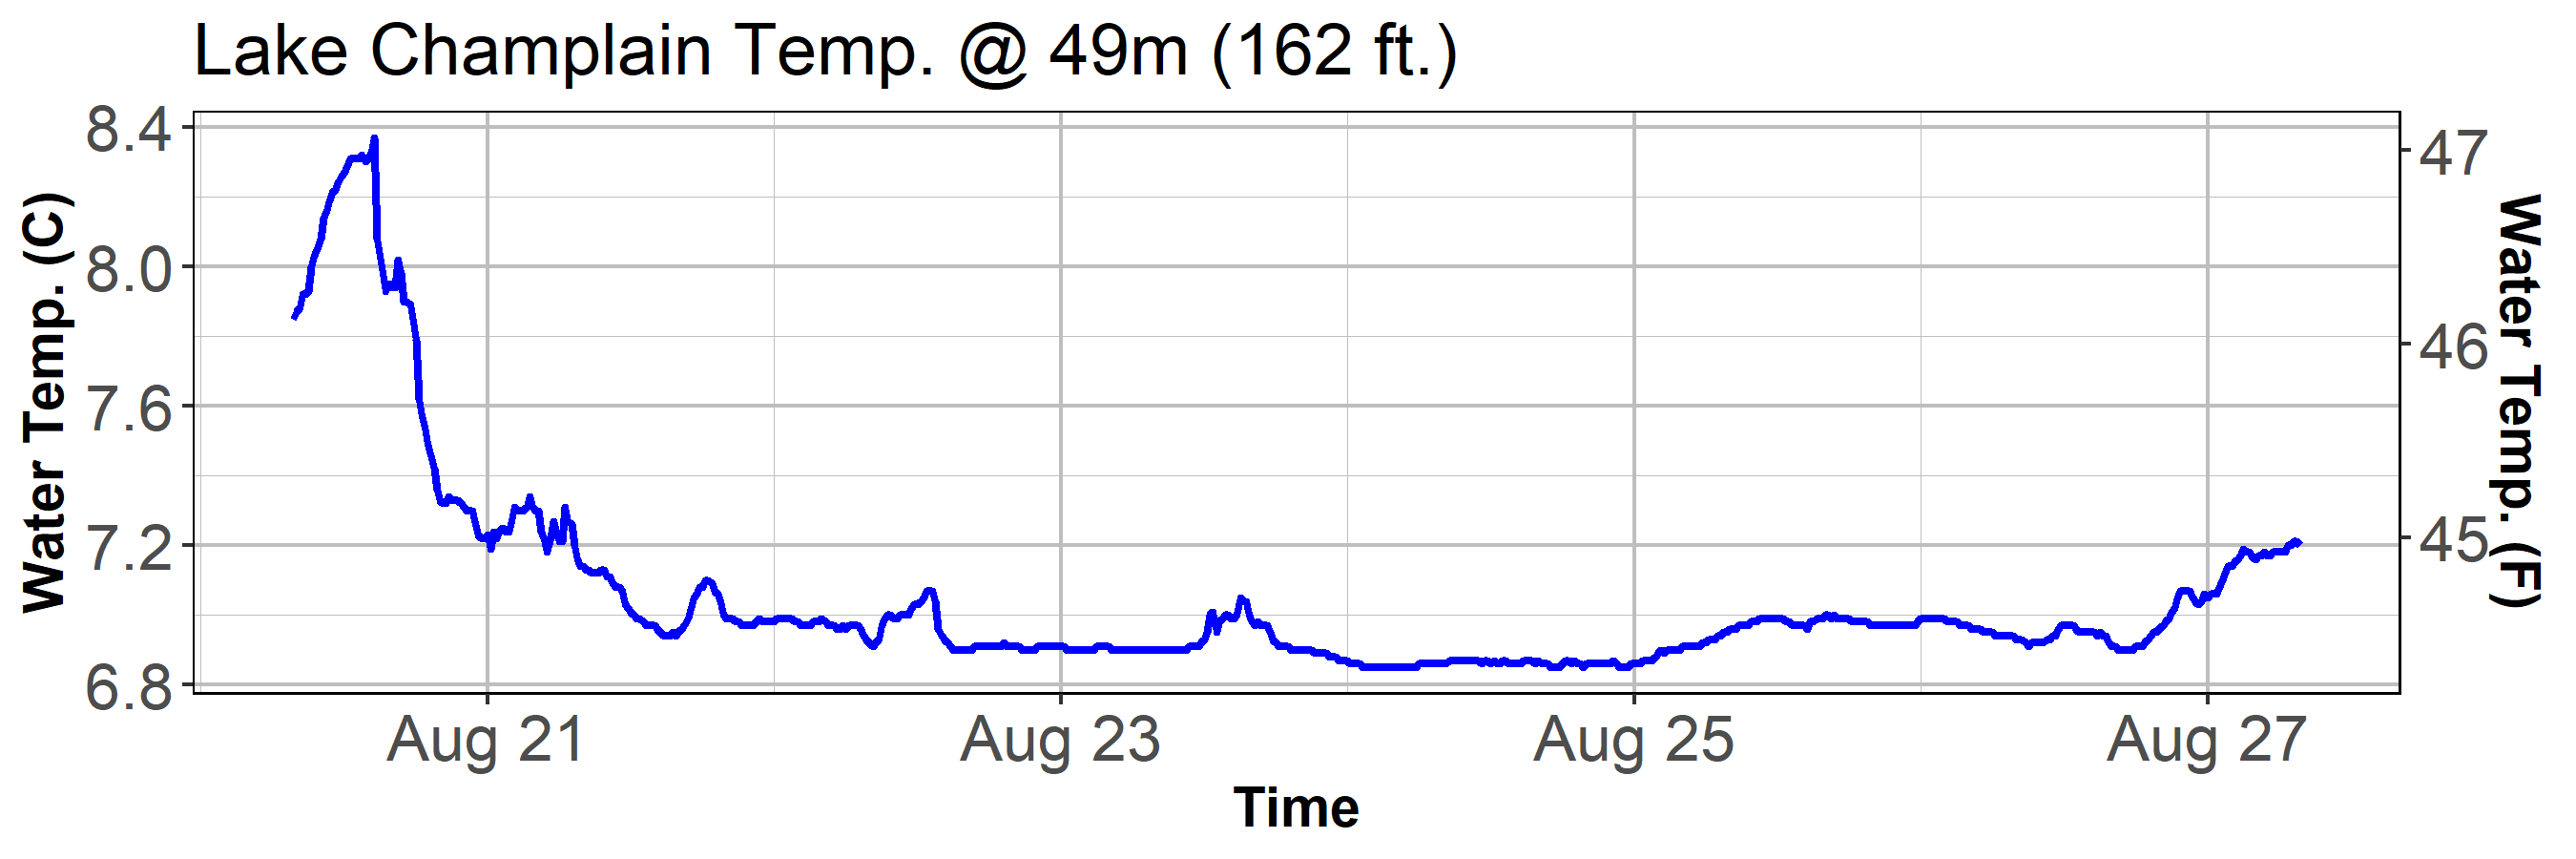 Lake Champlain Temp. @ 49m (162 ft.)
Water Temp. (C)
8.4
8.0
7.6
7.2
6.8
47
46
45
Water Temp. (F)
Aug 21
Aug 23
Aug 25
Aug 27
Time